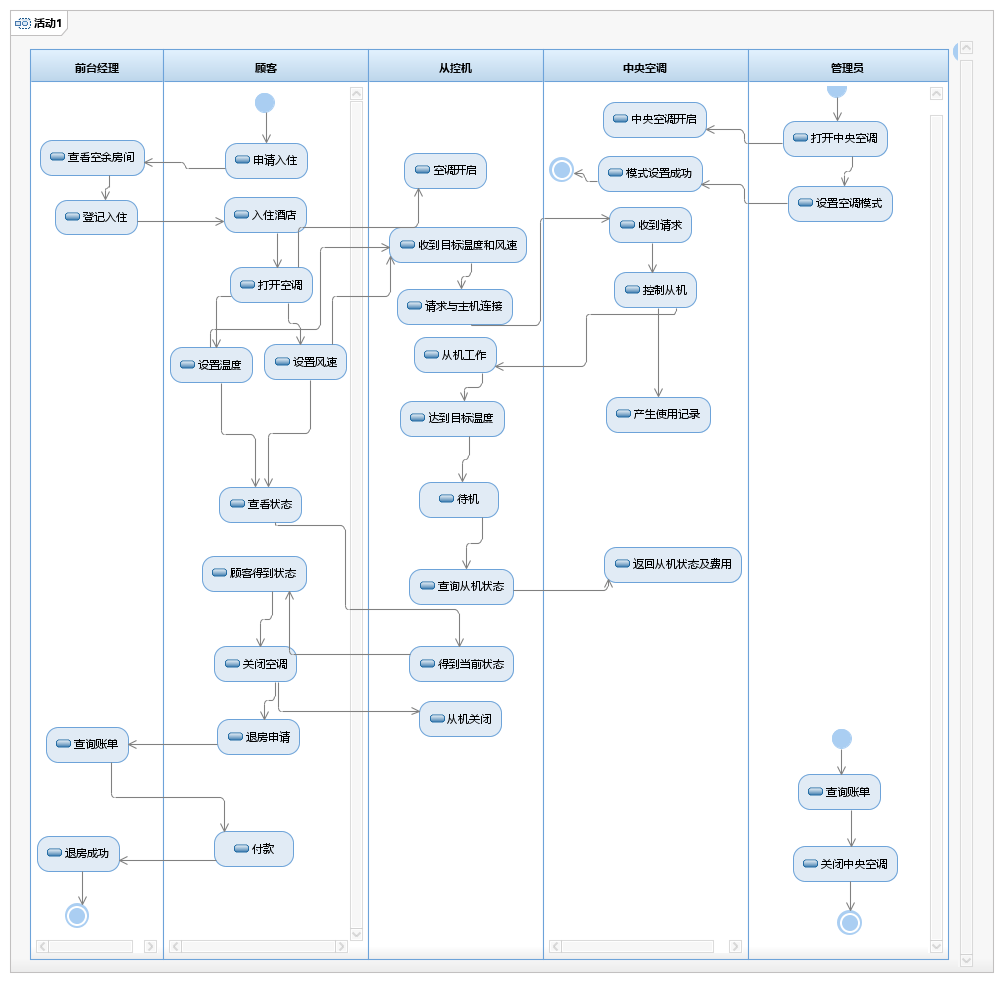 活动1
前台经理
顾客
从控机
中央空调
管理员
查看空余房间
登记入住
查询账单
退房成功
申请入住
入住酒店
打开空调
设置温度
设置风速
查看状态
顾客得到状态
关闭空调
退房申请
付款
空调开启
收到目标温度和风速
请求与主机连接
从机工作
达到目标温度
待机
查询从机状态
得到当前状态
从机关闭
中央空调开启
模式设置成功
收到请求
控制从机
产生使用记录
返回从机状态及费用
打开中央空调
设置空调模式
查询账单
关闭中央空调